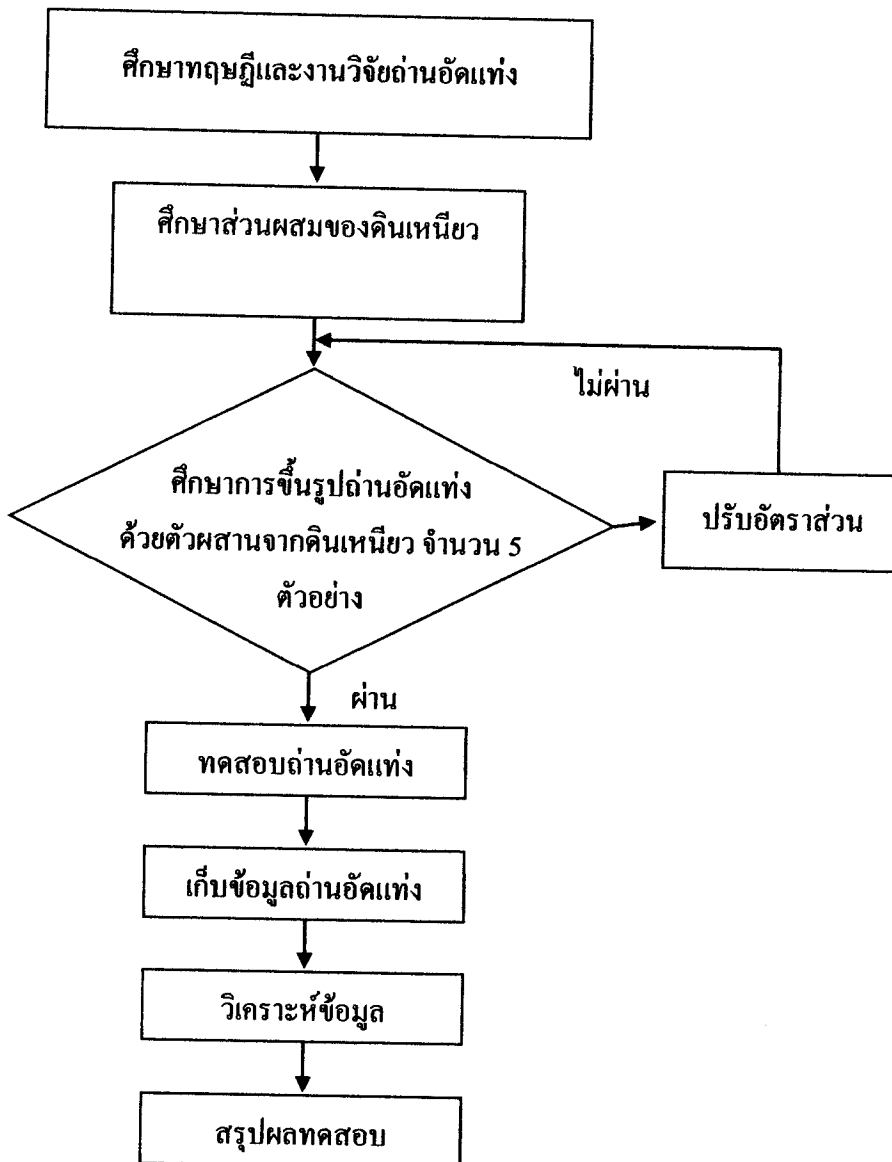 ศึกษาทฤษฎีและงานวิจัยถ่านอัดแท่ง
ศึกษาส่วนผสมของดินเหนียว
ไม่ผ่าน
ศึกษาการขึ้นรูปถ่านอัดแท่ง
ด้วยตัวผสานจากดินเหนียว จำนวน 5
ตัวอย่าง
ปรับอัตราส่วน
ผ่าน
ทดสอบถ่านอัดแท่ง
เก็บข้อมูลถ่านอัดแท่ง
วิเคราะห์ข้อมูล
สรุปผลทดสอบ